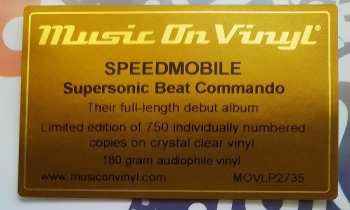 Music On Vinyl®
SPEEDMOBILE
Supersonic Beat Commando
Their full-length debut album
Limited edition of 750 individually numbered
copies on crystal clear vinyl
180 gram audiophile vinyl
www.musiconvinyl.com MOVLP2735